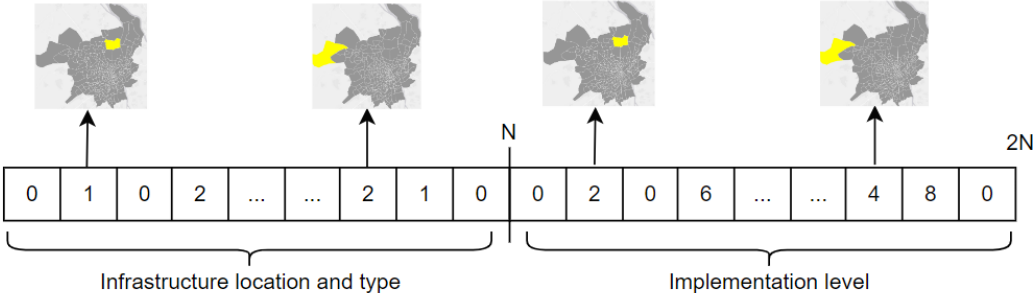 N
2N
0 1 0 2 ... ... 2 1 0 0 2 0 6 ... ... 4 8 0
Infrastructure location and type
Implementation level